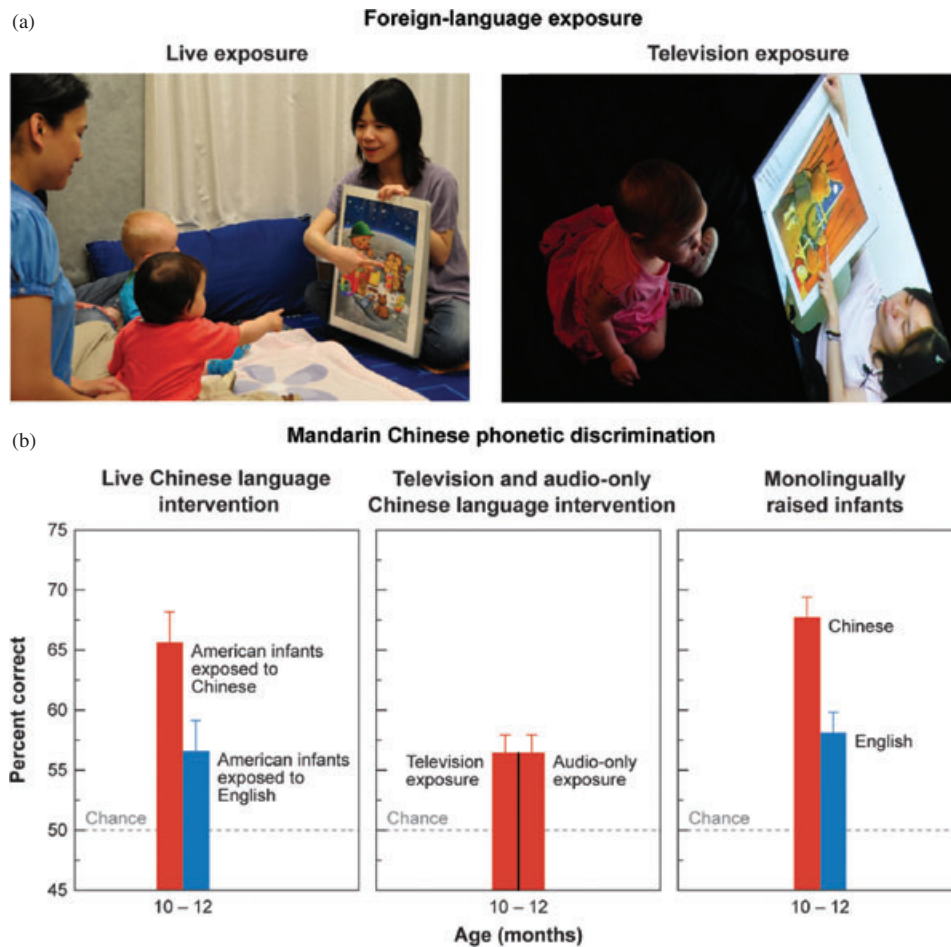 (a)
Foreign-language exposure
Live exposure
Television exposure
(b)
Mandarin Chinese phonetic discrimination
Live Chinese language
intervention
Television and audio-only
Chinese language intervention
Monolingually
raised infants
Percent correct
75
70
65
60
55
50
45
American infants
exposed to
Chinese
American infants
exposed to
English
Chance
10 – 12
Television
exposure
Audio-only
exposure
Chance
10 – 12
Chinese
English
Chance
10 – 12
Age (months)